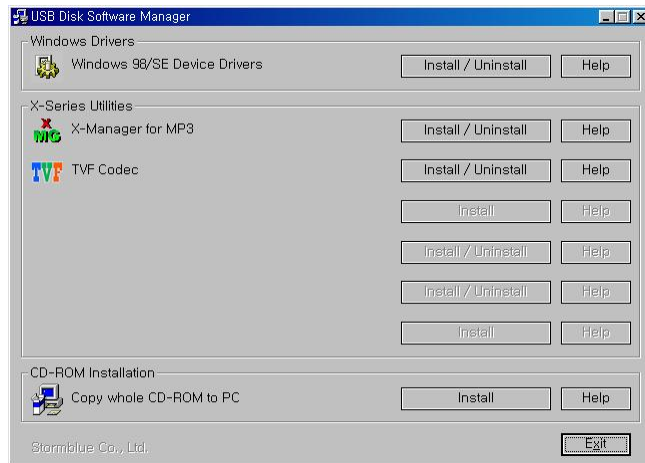 USB Disk Software Manager
Windows Drivers
Windows 98/SE Device Drivers Install / Uninstall Help
X-Series Utilities
X MG X-Manager for MP3 Install / Uninstall Help
TVF TVF Codec Install / Uninstall Help
Install Help
Install / Uninstall Help
Install / Uninstall Help
Install Help
CD-ROM Installation
Copy whole CD-ROM to PC Install Help
Stormblue Co., Ltd. Exit